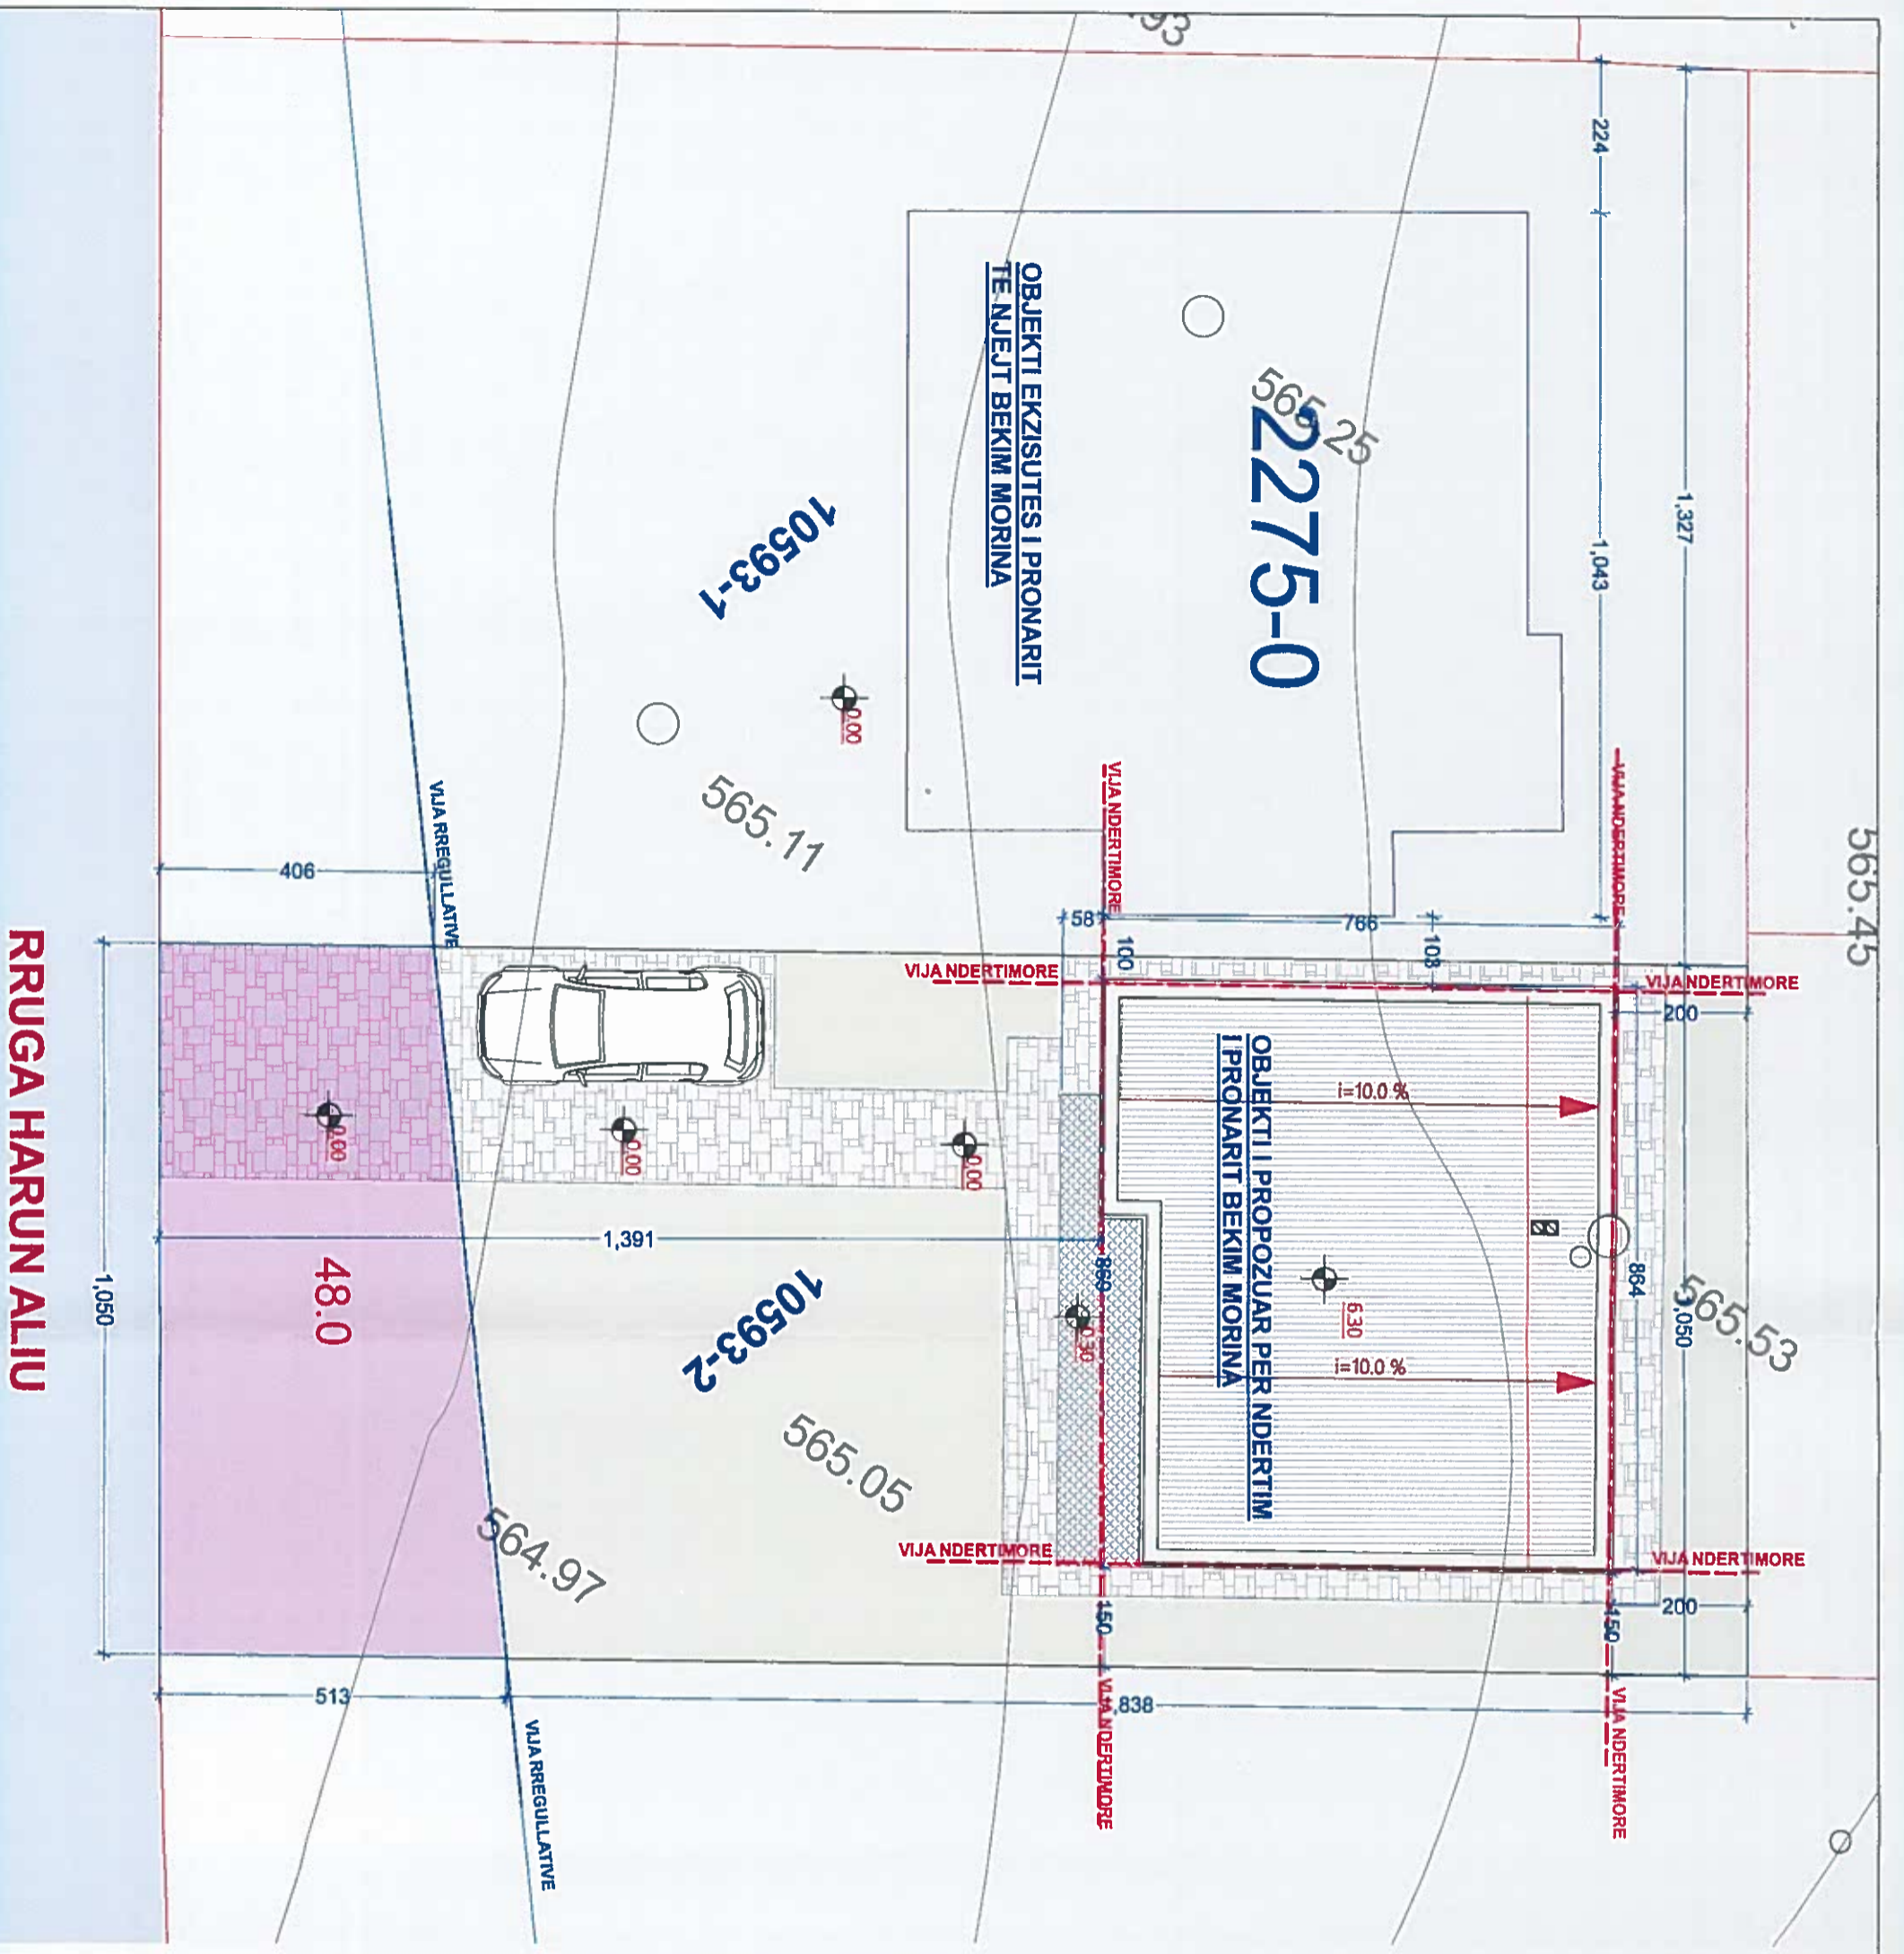 565.45
1,327
224
1,043
2275-0
565.25
OBJEKTI EKZISUTES I PRONARIT
TE NJEJT BEKIM MORINA
10593-1
0.00
565.11
VIJA RREGULLATIVE
406
VIJA NDERTIMORE
VIJA NDERTIMORE
58
766
103
100
VIJA NDERTIMORE
VIJA NDERTIMORE
200
OBJEKTI I PROPOZUAR PER NDERTIM
I PRONARIT BEKIM MORINA
i=10.0 %
6.30
i=10.0 %
864
565.53
869
0.00
0.00
0.00
1,391
10593-2
48.0
565.05
564.97
1,050
VIJA NDERTIMORE
VIJA NDERTIMORE
200
150
150
VIJA NDERTIMORE
VIJA NDERTIMORE
513
VIJA RREGULLATIVE
RRUGA HARUN ALIU